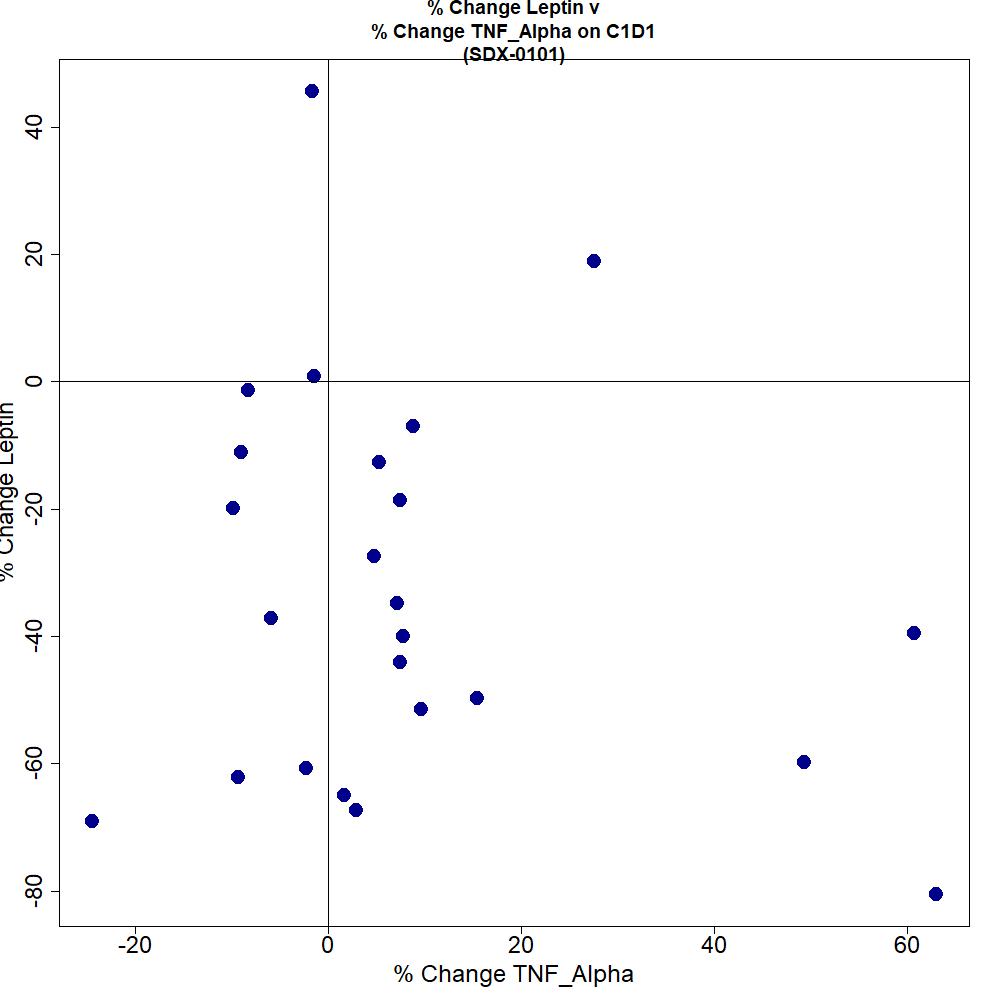 % Change Leptin v
% Change TNF_Alpha on C1D1
(SDX-0101)
40
20
0
-20
-40
-60
-80
% Change Leptin
-20
0
20
40
60
% Change TNF_Alpha